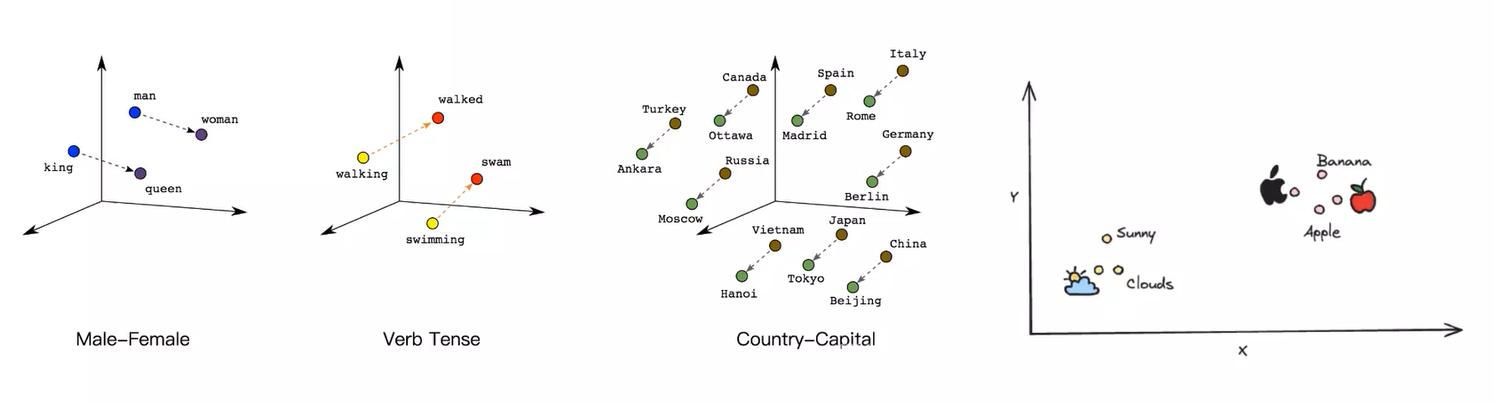 man
woman
king
queen
Male–Female
walked
walking
swam
swimming
Verb Tense
Italy
Canada
Spain
Rome
Turkey
Ottawa
Madrid
Germany
Ankara
Russia
Berlin
Moscow
Vietnam
Japan
China
Tokyo
Hanoi
Beijing
Country–Capital
Y
Banana
Apple
Sunny
Clouds
X